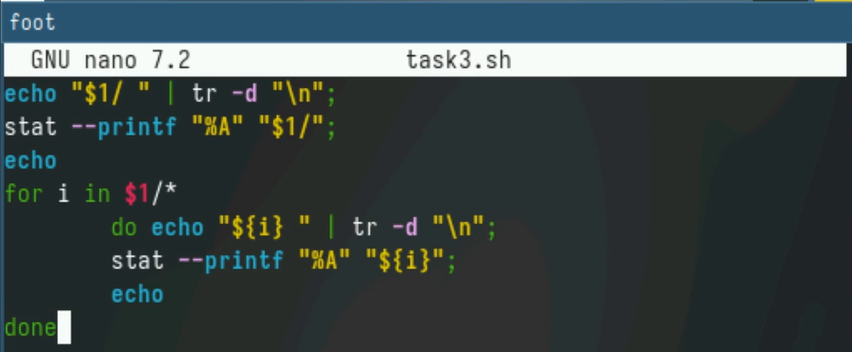 foot
GNU nano 7.2 task3.sh
echo "$1/ " | tr -d "\n";
stat --printf "%A" "$1/";
echo
for i in $1/*
do echo "${i} " | tr -d "\n";
stat --printf "%A" "${i}";
echo
done